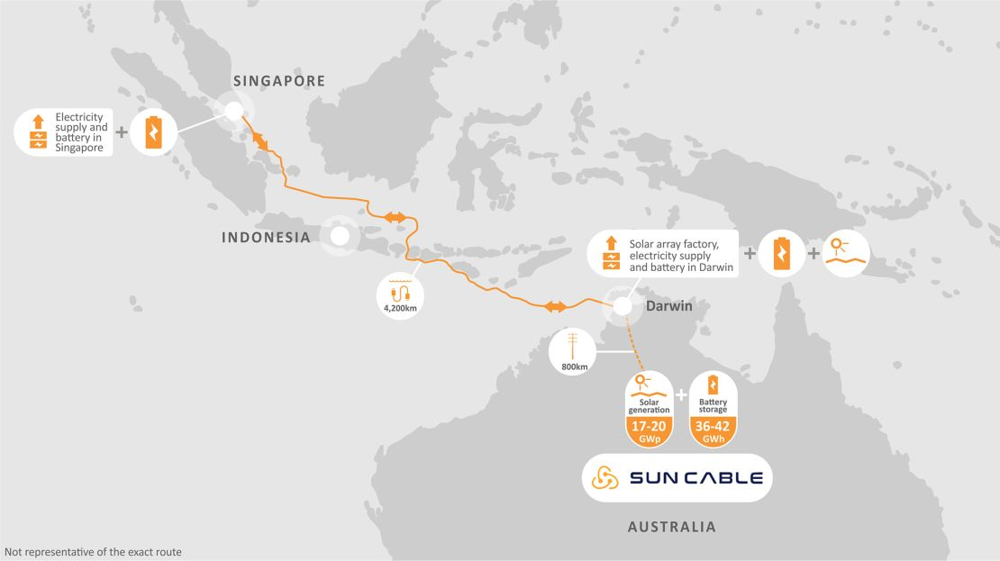 SINGAPORE
Electricity
supply and
battery in
Singapore
INDONESIA
4,200km
Solar array factory,
electricity supply
and battery in Darwin
Darwin
800km
Solar
generation
17-20
GWp
Battery
storage
36-42
GWh
SUN CABLE
AUSTRALIA
Not representative of the exact route